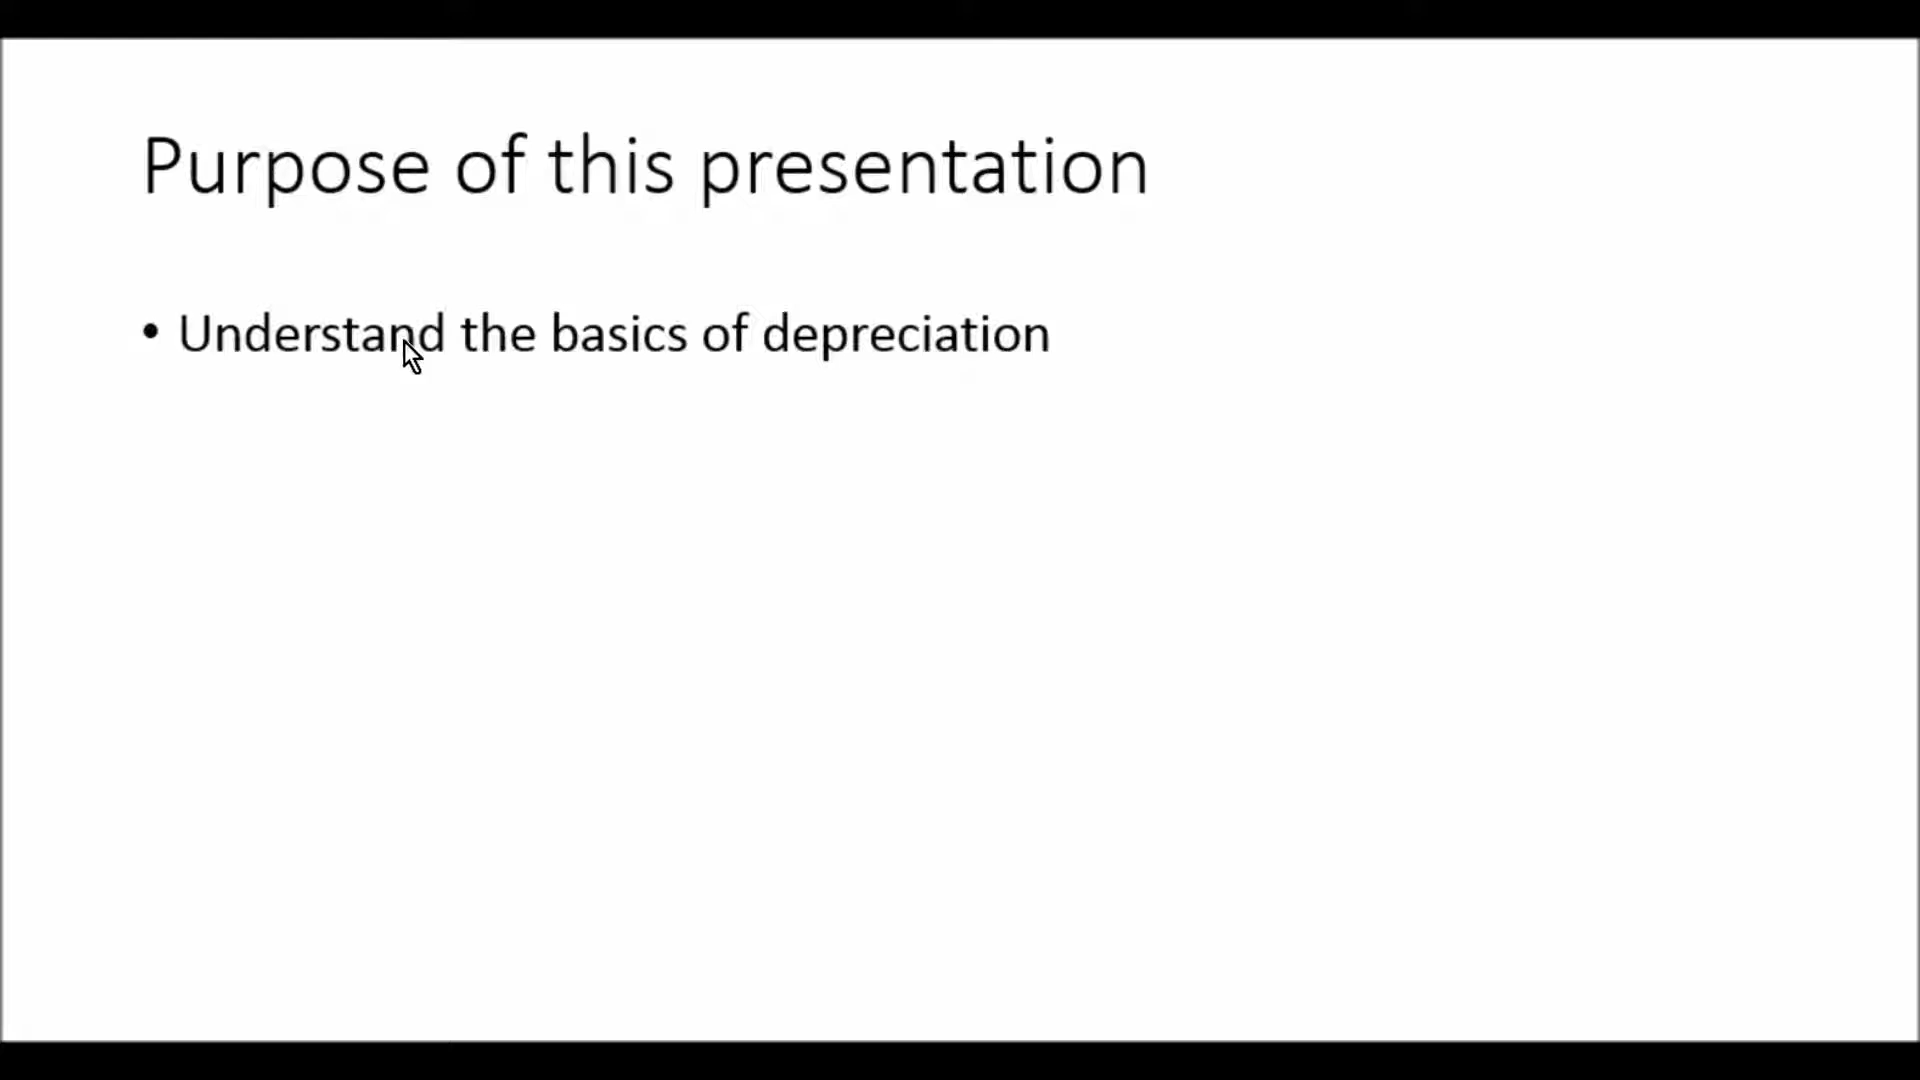 Purpose of this presentation
• Understand the basics of depreciation